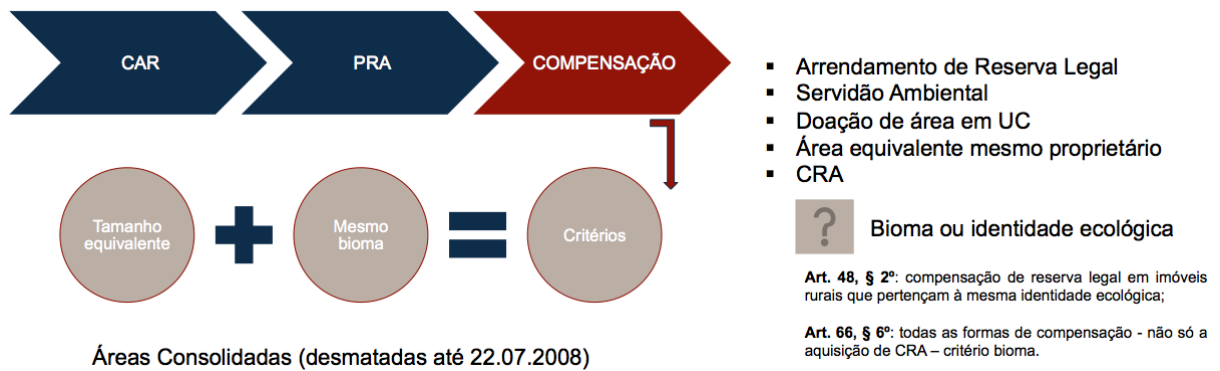 CAR
PRA
COMPENSAÇÃO
Tamanho
equivalente
Mesmo
bioma
Critérios
Áreas Consolidadas (desmatadas até 22.07.2008)
▪ Arrendamento de Reserva Legal
▪ Servidão Ambiental
▪ Doação de área em UC
▪ Área equivalente mesmo proprietário
▪ CRA
?
Bioma ou identidade ecológica
Art. 48, § 2º: compensação de reserva legal em imóveis
rurais que pertençam à mesma identidade ecológica;
Art. 66, § 6º: todas as formas de compensação - não só a
aquisição de CRA – critério bioma.